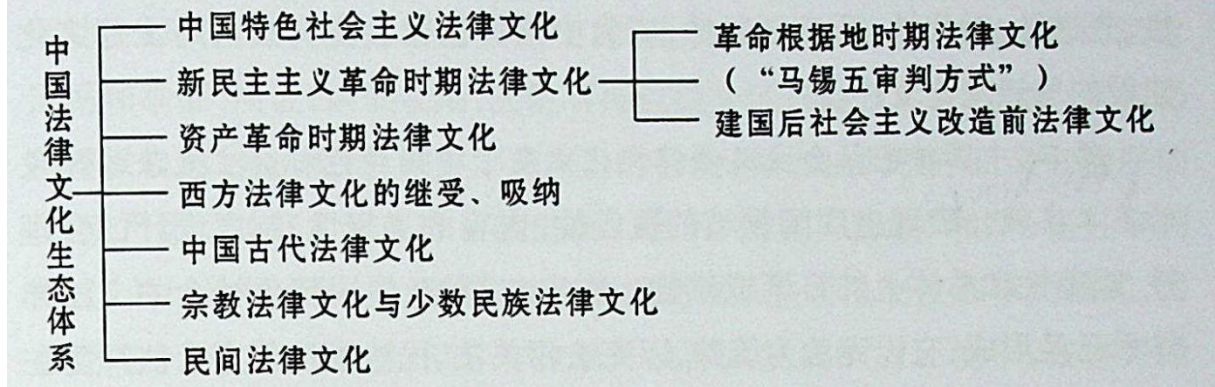 中国法律文化生态体系
中国特色社会主义法律文化
新民主主义革命时期法律文化
革命根据地时期法律文化
(“马锡五审判方式”)
建国后社会主义改造前法律文化
资产革命时期法律文化
西方法律文化的继受、吸纳
中国古代法律文化
宗教法律文化与少数民族法律文化
民间法律文化